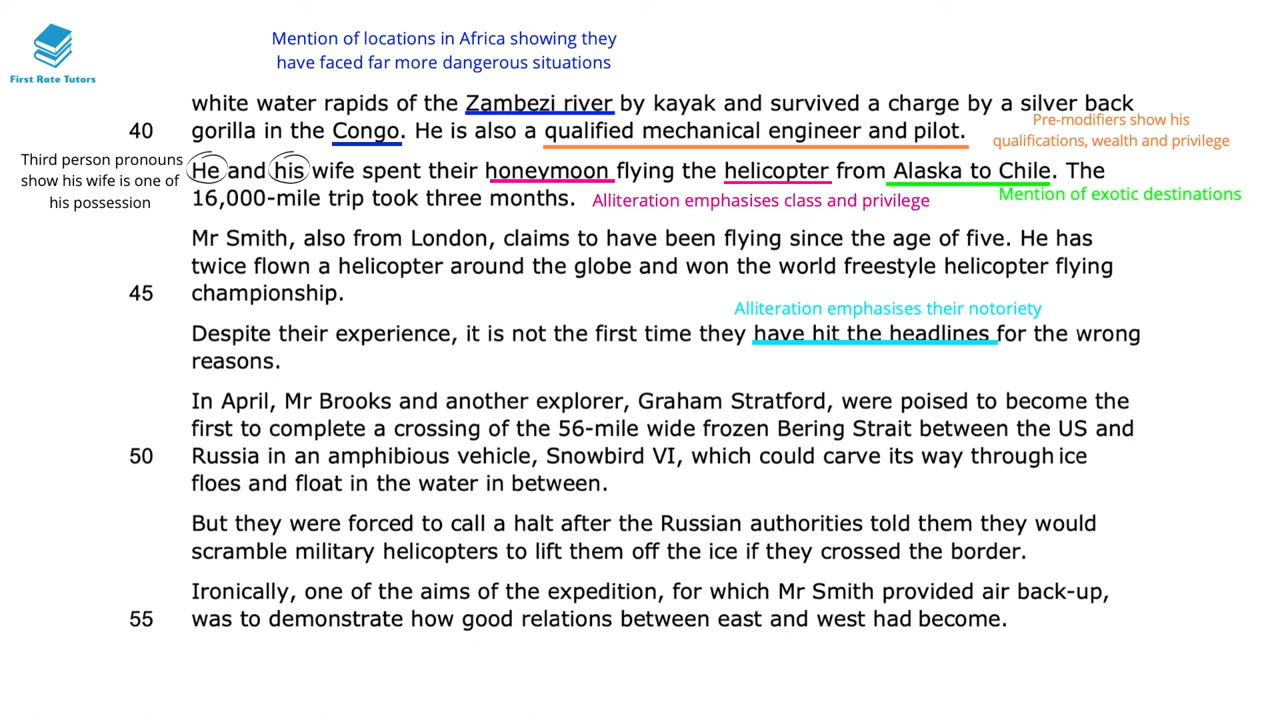 First Rate Tutors
Mention of locations in Africa showing they
have faced far more dangerous situations
white water rapids of the Zambezi river by kayak and survived a charge by a silver back
40 gorilla in the Congo. He is also a qualified mechanical engineer and pilot.
Pre-modifiers show his
qualifications, wealth and privilege
Third person pronouns
show his wife is one of
his possession
He and his wife spent their honeymoon flying the helicopter from Alaska to Chile. The
16,000-mile trip took three months.
Alliteration emphasises class and privilege
Mention of exotic destinations
Mr Smith, also from London, claims to have been flying since the age of five. He has
twice flown a helicopter around the globe and won the world freestyle helicopter flying
45 championship.
Alliteration emphasises their notoriety
Despite their experience, it is not the first time they have hit the headlines for the wrong
reasons.
In April, Mr Brooks and another explorer, Graham Stratford, were poised to become the
first to complete a crossing of the 56-mile wide frozen Bering Strait between the US and
50 Russia in an amphibious vehicle, Snowbird VI, which could carve its way through ice
floes and float in the water in between.
But they were forced to call a halt after the Russian authorities told them they would
scramble military helicopters to lift them off the ice if they crossed the border.
Ironically, one of the aims of the expedition, for which Mr Smith provided air back-up,
55 was to demonstrate how good relations between east and west had become.